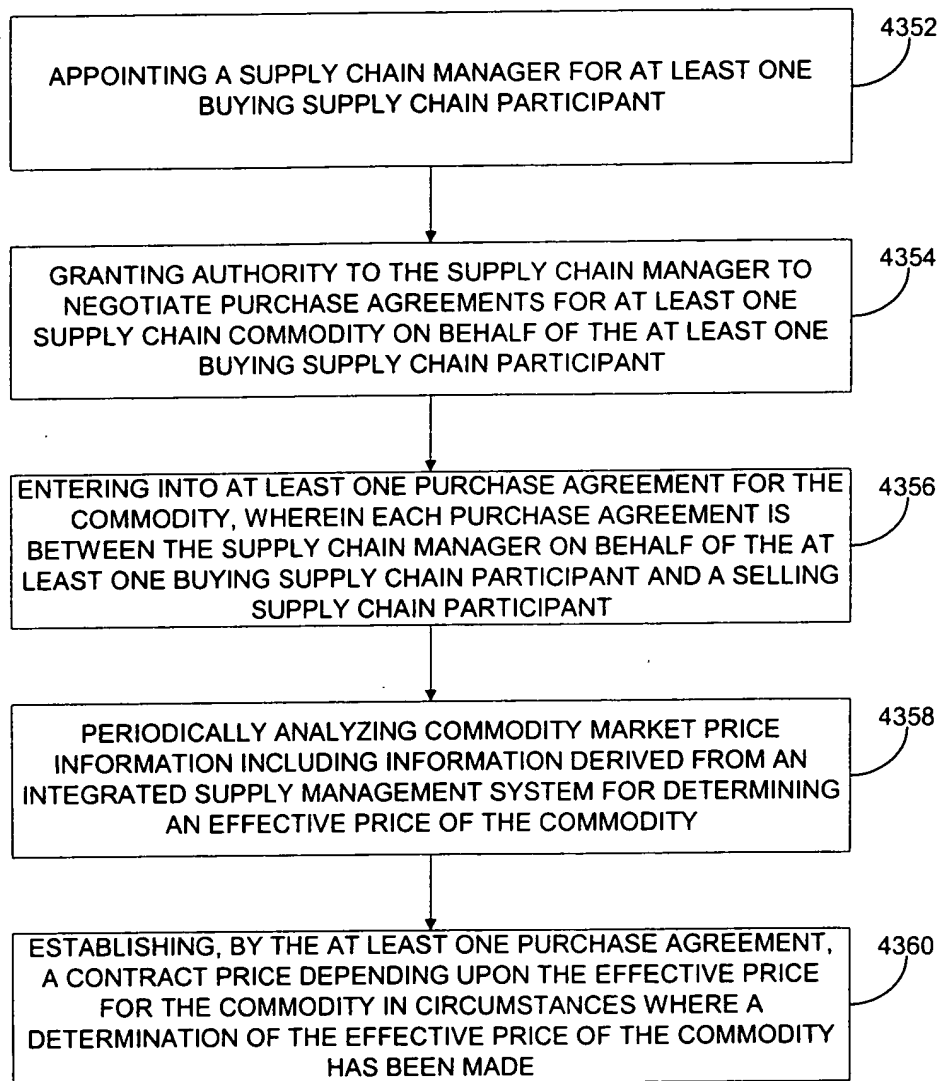 4352
APPOINTING A SUPPLY CHAIN MANAGER FOR AT LEAST ONE
BUYING SUPPLY CHAIN PARTICIPANT
4354
GRANTING AUTHORITY TO THE SUPPLY CHAIN MANAGER TO
NEGOTIATE PURCHASE AGREEMENTS FOR AT LEAST ONE
SUPPLY CHAIN COMMODITY ON BEHALF OF THE AT LEAST ONE
BUYING SUPPLY CHAIN PARTICIPANT
4356
ENTERING INTO AT LEAST ONE PURCHASE AGREEMENT FOR THE
COMMODITY, WHEREIN EACH PURCHASE AGREEMENT IS
BETWEEN THE SUPPLY CHAIN MANAGER ON BEHALF OF THE AT
LEAST ONE BUYING SUPPLY CHAIN PARTICIPANT AND A SELLING
SUPPLY CHAIN PARTICIPANT
4358
PERIODICALLY ANALYZING COMMODITY MARKET PRICE
INFORMATION INCLUDING INFORMATION DERIVED FROM AN
INTEGRATED SUPPLY MANAGEMENT SYSTEM FOR DETERMINING
AN EFFECTIVE PRICE OF THE COMMODITY
4360
ESTABLISHING, BY THE AT LEAST ONE PURCHASE AGREEMENT,
A CONTRACT PRICE DEPENDING UPON THE EFFECTIVE PRICE
FOR THE COMMODITY IN CIRCUMSTANCES WHERE A
DETERMINATION OF THE EFFECTIVE PRICE OF THE COMMODITY
HAS BEEN MADE